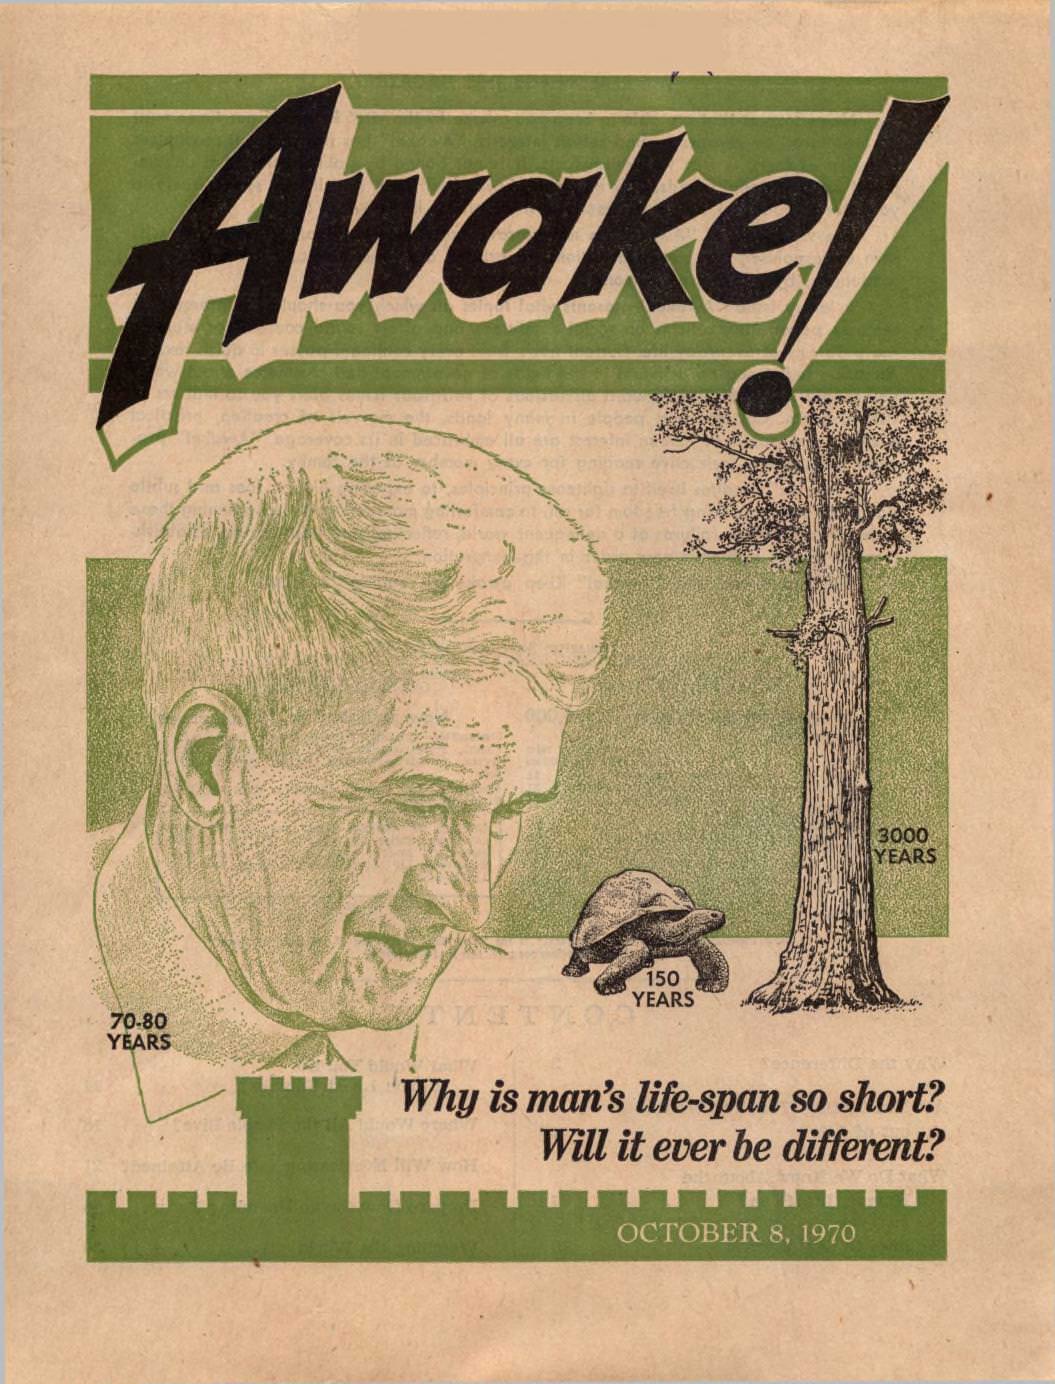 Awake!
3000
YEARS
150
YEARS
70-80
YEARS
Why is man's life-span so short?
Will it ever be different?
OCTOBER 8, 1970